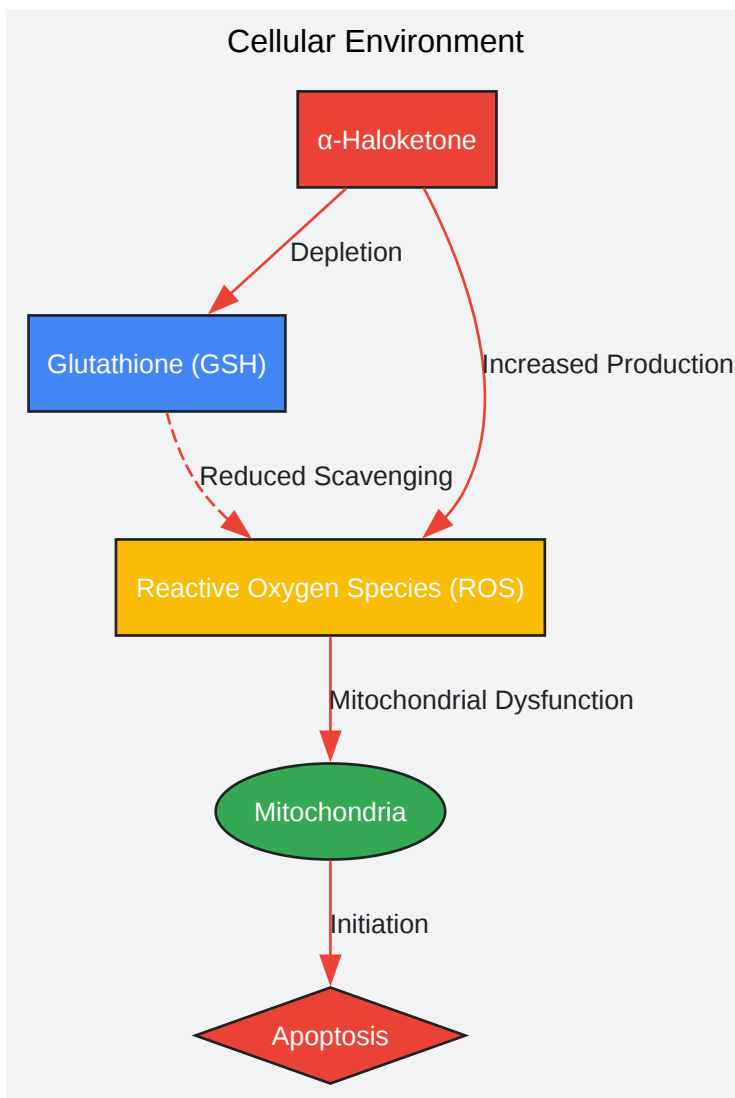 Cellular Environment
α-Haloketone
Depletion
Glutathione (GSH)
Increased Production
Reduced Scavenging
Reactive Oxygen Species (ROS)
Mitochondrial Dysfunction
Mitochondria
Initiation
Apoptosis